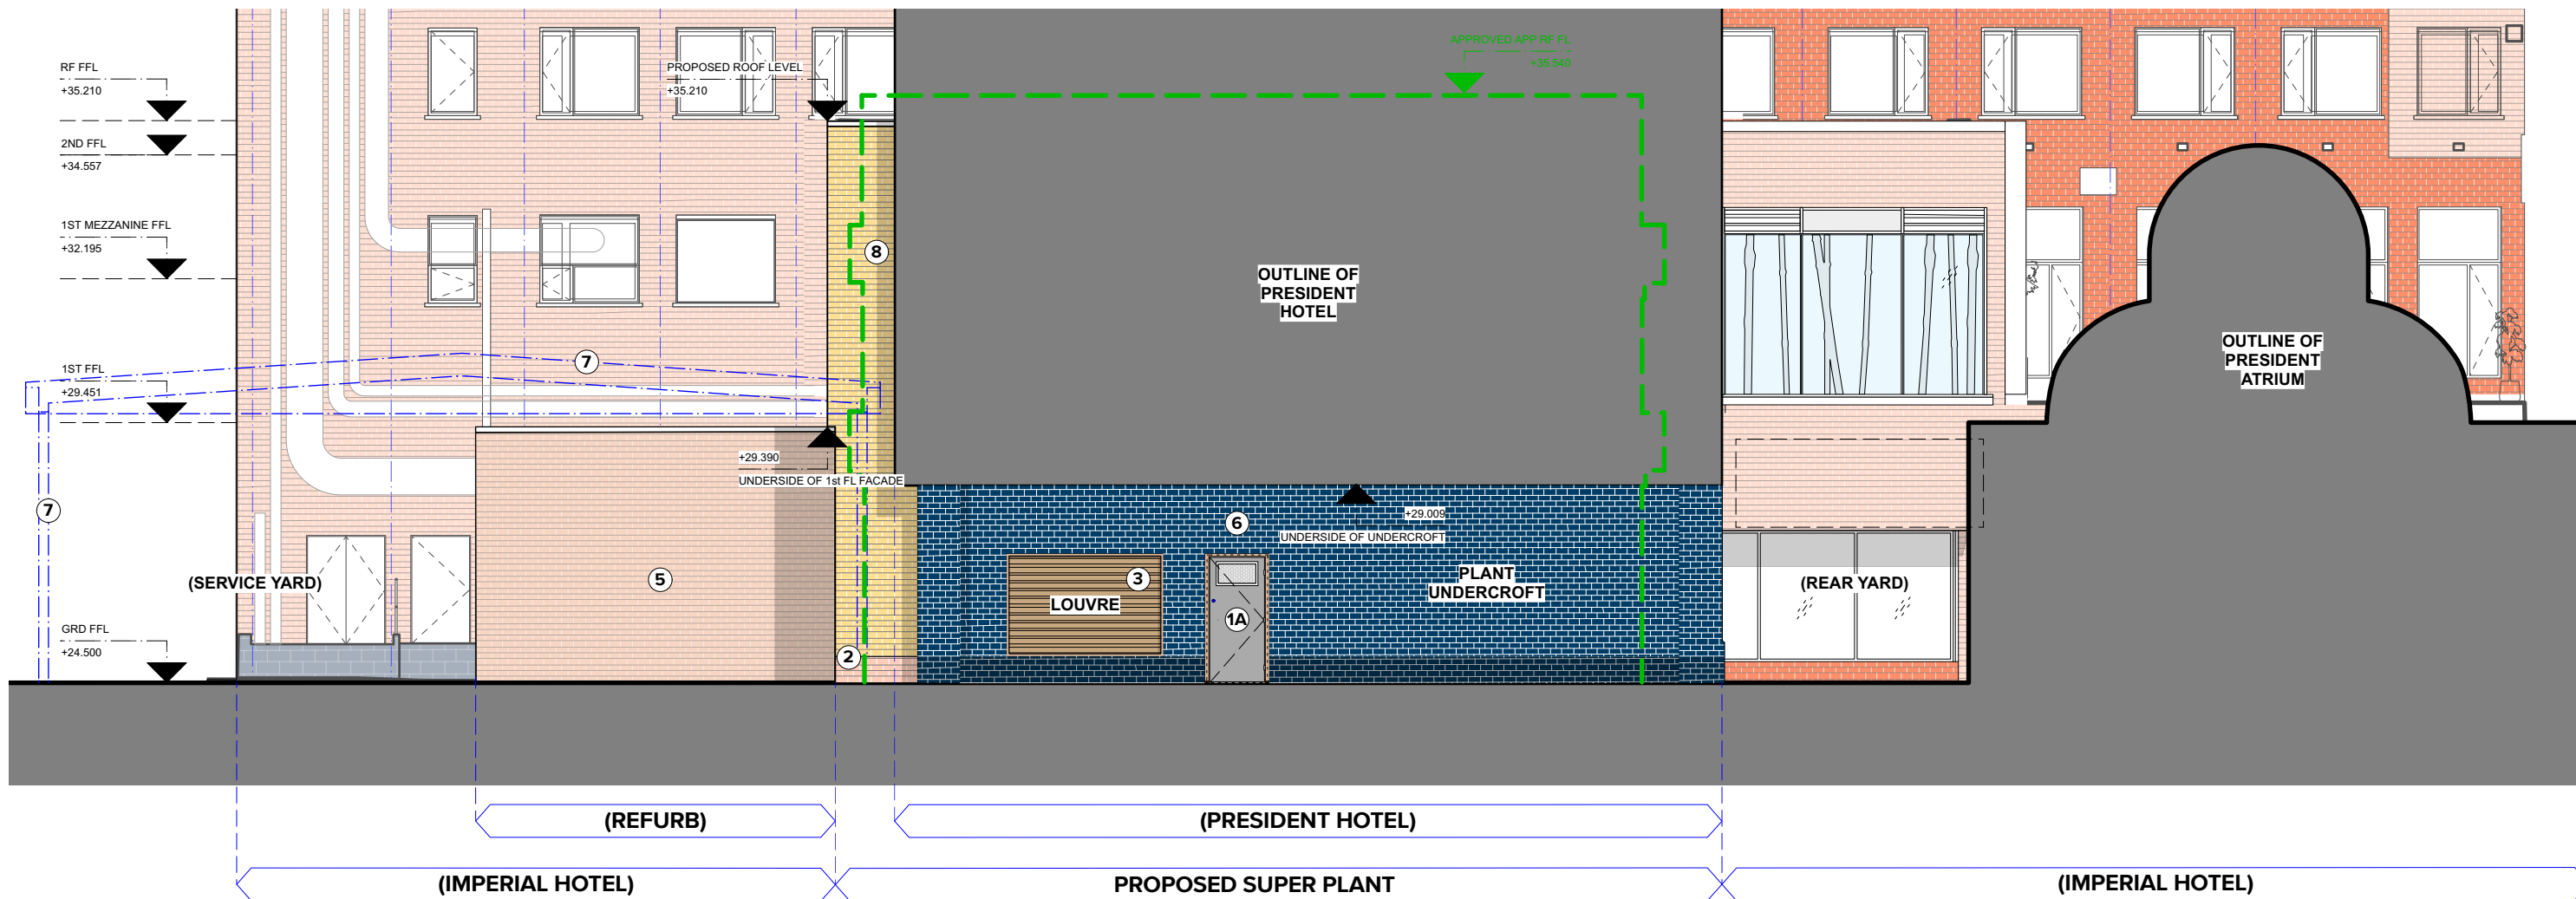 RF FFL
+35.210
2ND FFL
+34.557
1ST MEZZANINE FFL
+32.195
1ST FFL
+29.451
GRD FFL
+24.500
PROPOSED ROOF LEVEL
+35.210
APPROVED APP RF FL
+35.540
8
7
7
OUTLINE OF
PRESIDENT
HOTEL
OUTLINE OF
PRESIDENT
ATRIUM
+29.390
UNDERSIDE OF 1st FL FACADE
+29.009
UNDERSIDE OF UNDERCROFT
6
(SERVICE YARD)
5
3
LOUVRE
1A
2
PLANT
UNDERCROFT
(REAR YARD)
(REFURB)
(PRESIDENT HOTEL)
(IMPERIAL HOTEL)
PROPOSED SUPER PLANT
(IMPERIAL HOTEL)